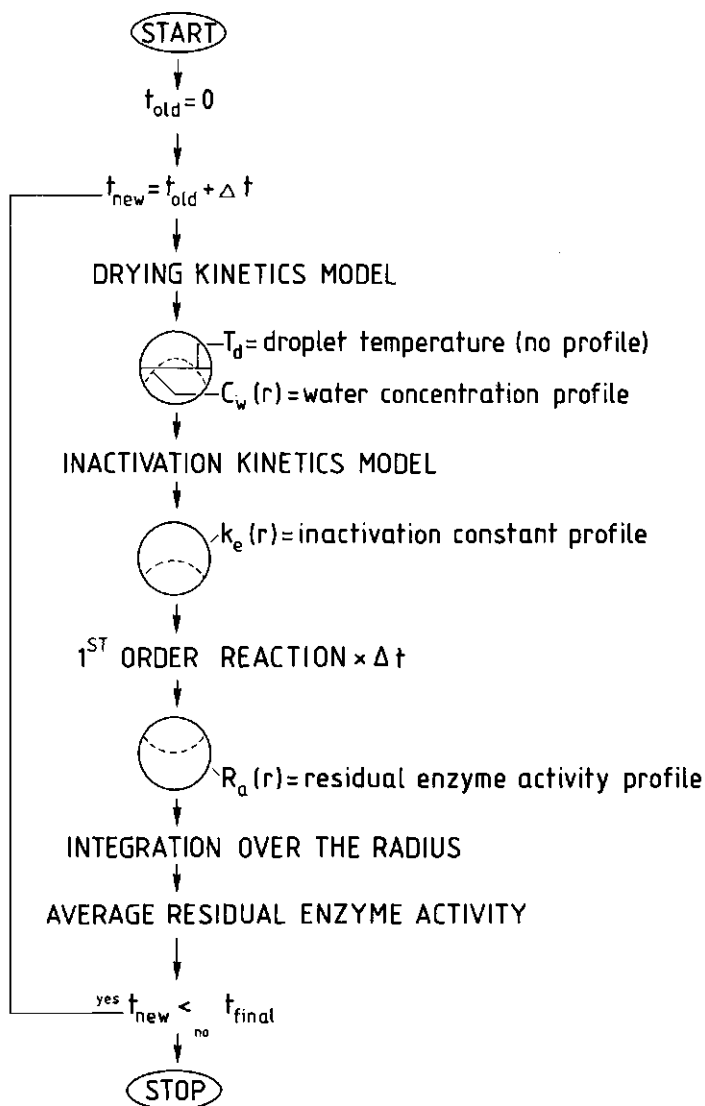 START
t_old = 0
t_new = t_old + Δ t
DRYING KINETICS MODEL
T_d = droplet temperature (no profile)
C_w (r) = water concentration profile
INACTIVATION KINETICS MODEL
k_e (r) = inactivation constant profile
1ST ORDER REACTION × Δ t
R_a (r) = residual enzyme activity profile
INTEGRATION OVER THE RADIUS
AVERAGE RESIDUAL ENZYME ACTIVITY
yes t_new < t_final
no
STOP